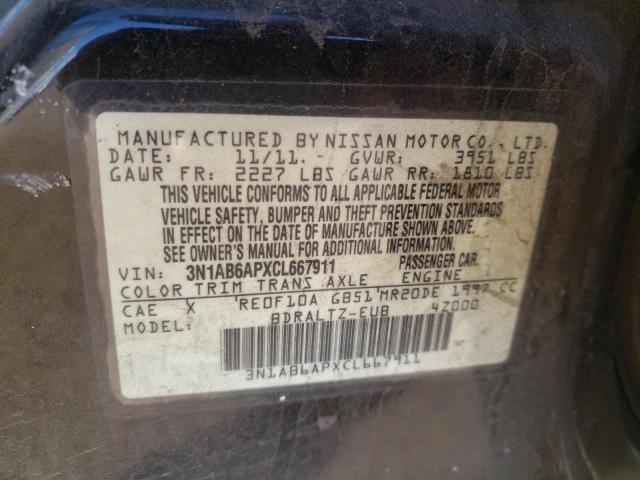 MANUFACTURED BY NISSAN MOTOR CO., LTD.
DATE: 11/11. GVWR: 3951 LBS
GAWR FR: 2227 LBS GAWR RR: 1810 LBS
THIS VEHICLE CONFORMS TO ALL APPLICABLE FEDERAL MOTOR
VEHICLE SAFETY, BUMPER AND THEFT PREVENTION STANDARDS
IN EFFECT ON THE DATE OF MANUFACTURE SHOWN ABOVE.
SEE OWNER'S MANUAL FOR ADDITIONAL INFORMATION.
VIN: 3N1AB6APXCL667911 PASSENGER CAR.
COLOR TRIM TRANS AXLE ENGINE
CAE X RE0F10A GB51 MR20DE 1997 CC
MODEL: BDRALTZ-EUB 4Z000
3N1AB6APXCL667911